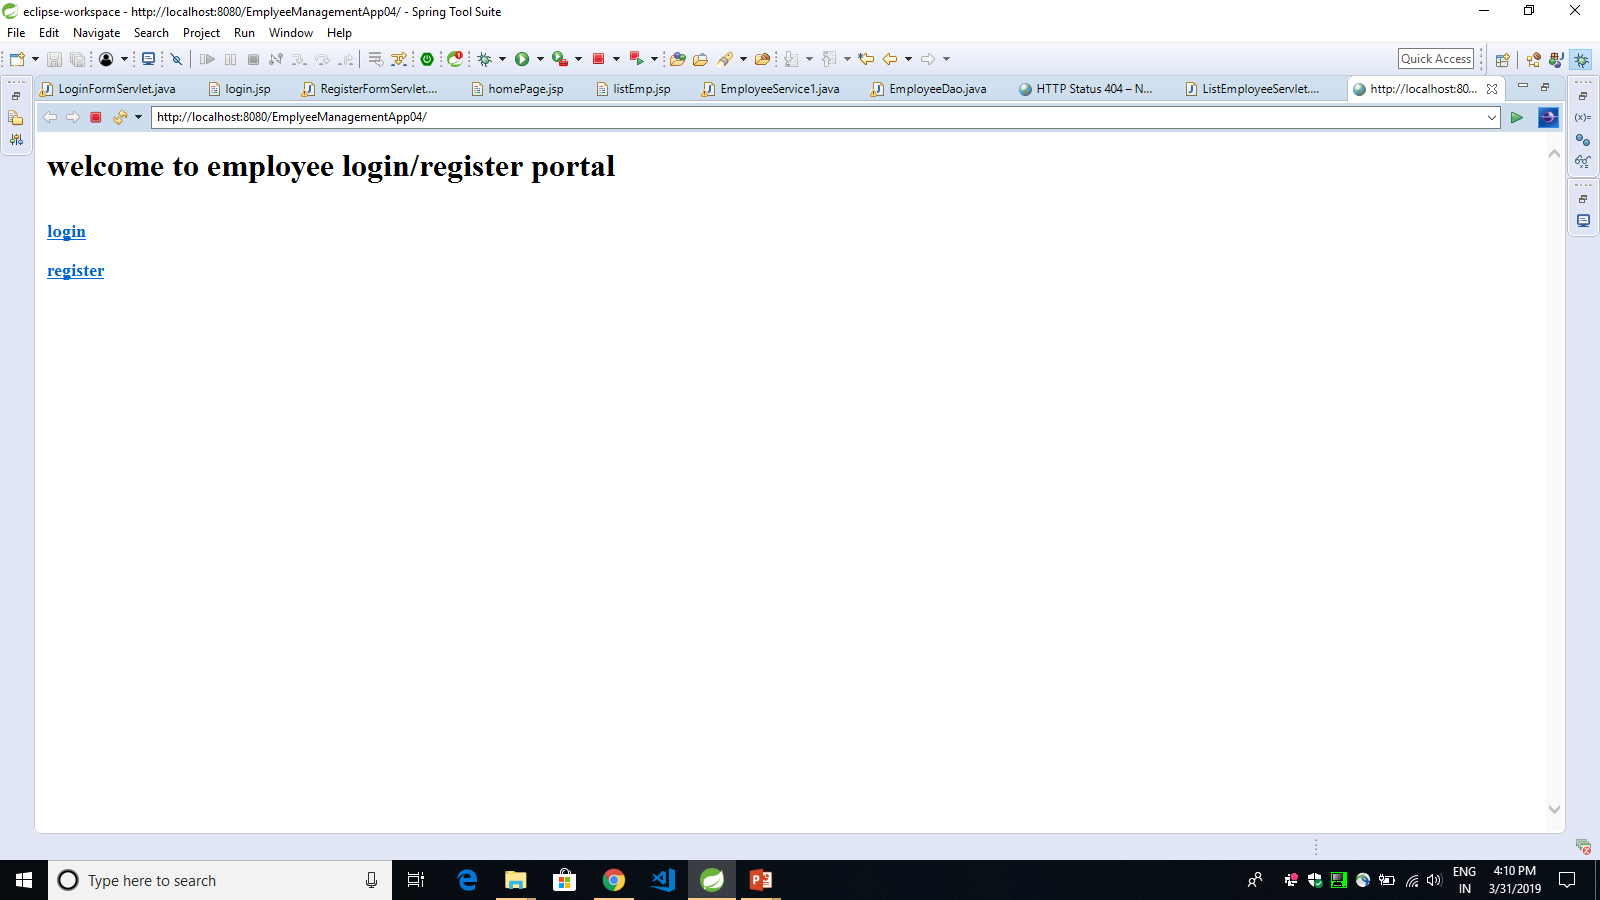 eclipse-workspace - http://localhost:8080/EmplyeeManagementApp04/ - Spring Tool Suite
File Edit Navigate Search Project Run Window Help
Quick Access
LoginFormServlet.java login.jsp RegisterFormServlet.... homePage.jsp listEmp.jsp EmployeeService1.java EmployeeDao.java HTTP Status 404 – N... ListEmployeeServlet.... http://localhost:80...
http://localhost:8080/EmplyeeManagementApp04/
welcome to employee login/register portal
login
register
Type here to search
ENG
IN
4:10 PM
3/31/2019